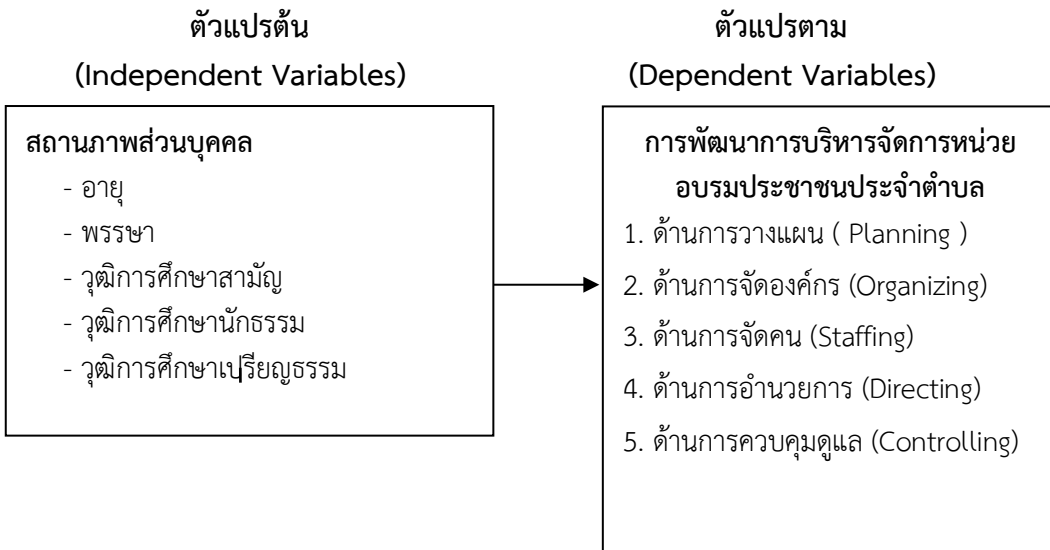 ตัวแปรต้น
(Independent Variables)
สถานภาพส่วนบุคคล
- อายุ
- พรรษา
- วุฒิการศึกษาสามัญ
- วุฒิการศึกษานักธรรม
- วุฒิการศึกษาเปรียญธรรม
ตัวแปรตาม
(Dependent Variables)
การพัฒนาการบริหารจัดการหน่วย
อบรมประชาชนประจำตำบล
1. ด้านการวางแผน ( Planning )
2. ด้านการจัดองค์กร (Organizing)
3. ด้านการจัดคน (Staffing)
4. ด้านการอำนวยการ (Directing)
5. ด้านการควบคุมดูแล (Controlling)